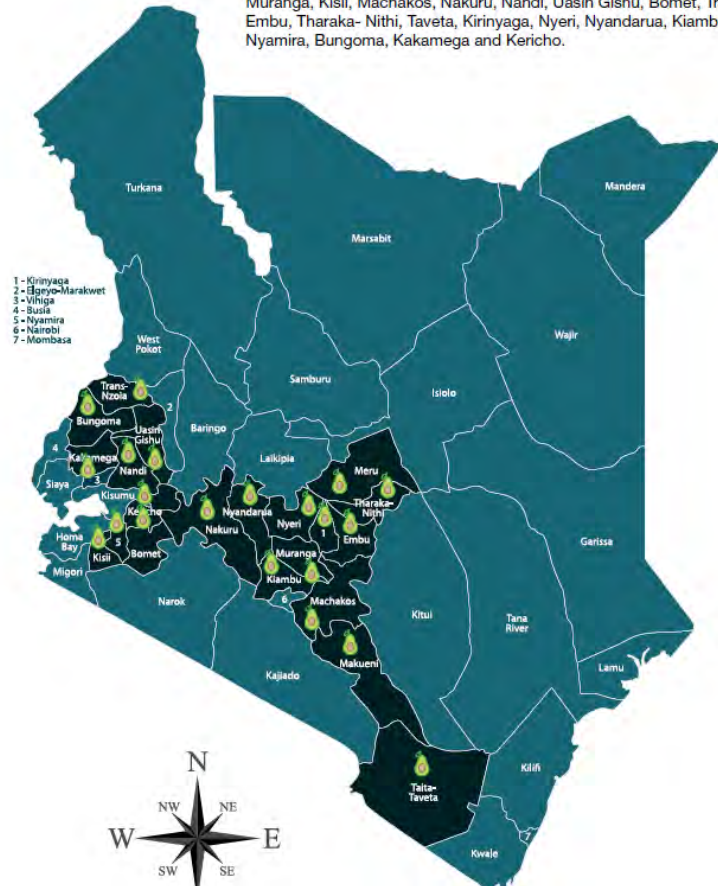 Muranga, Kisii, Machakos, Nakuru, Nandi, Uasin Gishu, Bomet,
Embu, Tharaka- Nithi, Taveta, Kirinyaga, Nyeri, Nyandarua,
Nyamira, Bungoma, Kakamega and Kericho.
Turkana
Mandera
Marsabit
1 - Kirinyaga
2 - Elgeyo-Marakwet
3 - Vihiga
4 - Busia
5 - Nyamira
6 - Nairobi
7 - Mombasa
West
Pokot
Wajir
Samburu
Isiolo
Trans-
Nzoia
2
Bungoma
Uasin
Gishu
Baringo
4
Laikipia
Nandi
3
Siaya
Meru
Kisumu
Tharaka-
Nithi
Nyandarua
Nyeri
1
Nakuru
Embu
5
Homa
Bay
Kisii
Bomet
Muranga
Garissa
Migori
Kiambu
Narok
6
Machakos
Kitui
Tana
River
Makueni
Kajiado
Lamu
Taita-
Taveta
Kilifi
7
Kwale
N
NW
NE
W
E
SW
SE
S